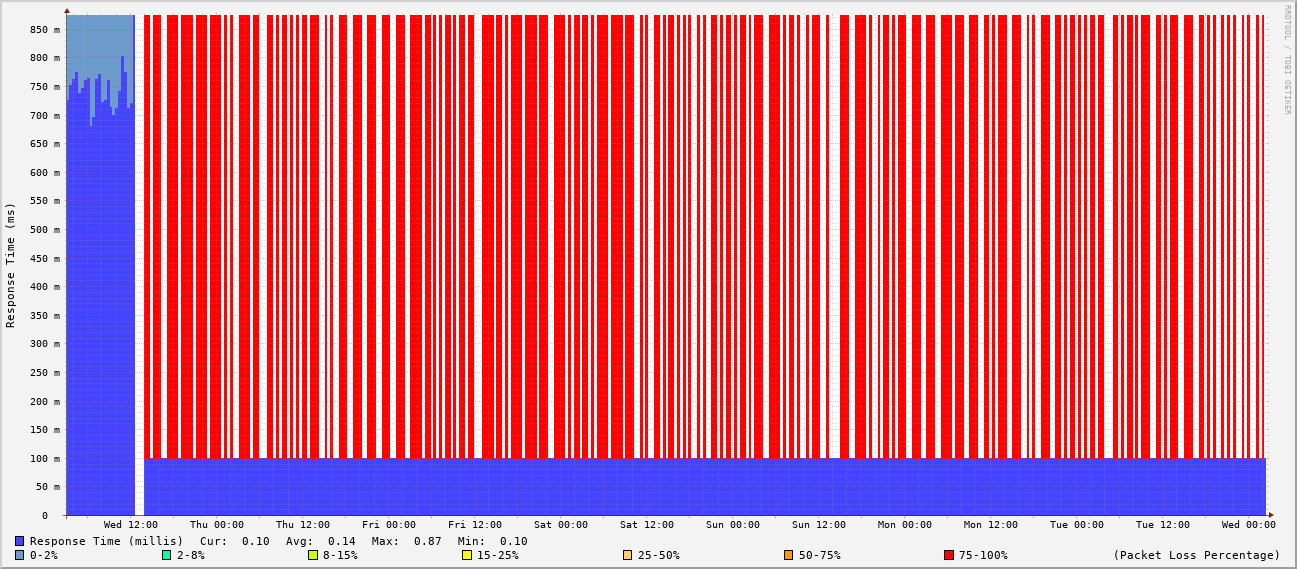 RRDTOOL / TOBI OETIKER
Response Time (ms)
850 m
800 m
750 m
700 m
650 m
600 m
550 m
500 m
450 m
400 m
350 m
300 m
250 m
200 m
150 m
100 m
50 m
0
Wed 12:00 Thu 00:00 Thu 12:00 Fri 00:00 Fri 12:00 Sat 00:00 Sat 12:00 Sun 00:00 Sun 12:00 Mon 00:00 Mon 12:00 Tue 00:00 Tue 12:00 Wed 00:00
Response Time (millis) Cur: 0.10 Avg: 0.14 Max: 0.87 Min: 0.10
0-2% 2-8% 8-15% 15-25% 25-50% 50-75% 75-100% (Packet Loss Percentage)